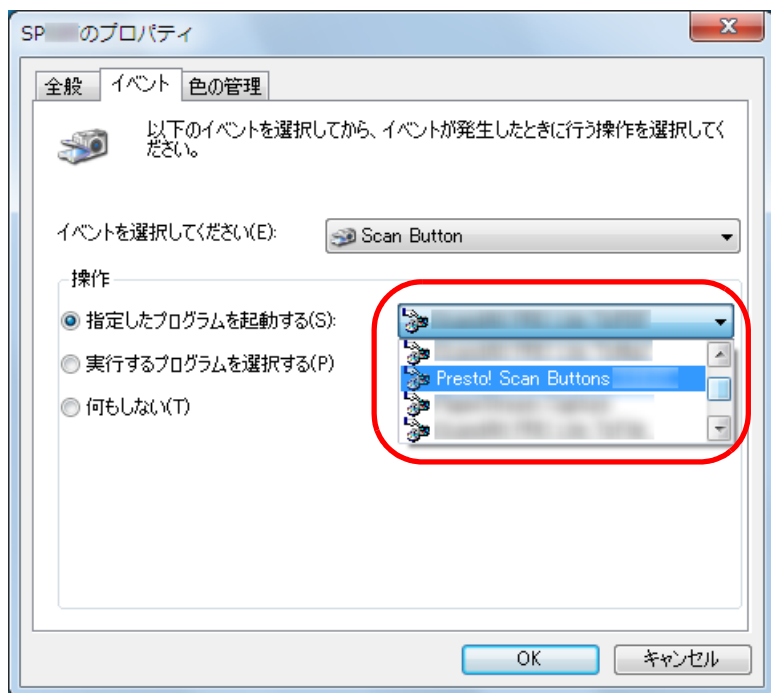 SP のプロパティ
全般 イベント 色の管理
以下のイベントを選択してから、イベントが発生したときに行う操作を選択してく
ださい。
イベントを選択してください(E): Scan Button
操作
指定したプログラムを起動する(S):
実行するプログラムを選択する(P)
Presto! Scan Buttons
何もしない(T)
OK キャンセル